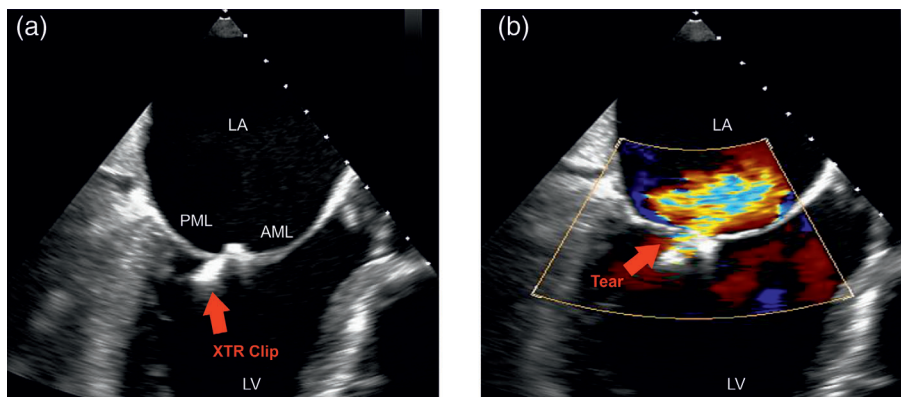 (a)
LA
PML
AML
XTR Clip
LV
(b)
LA
Tear
LV